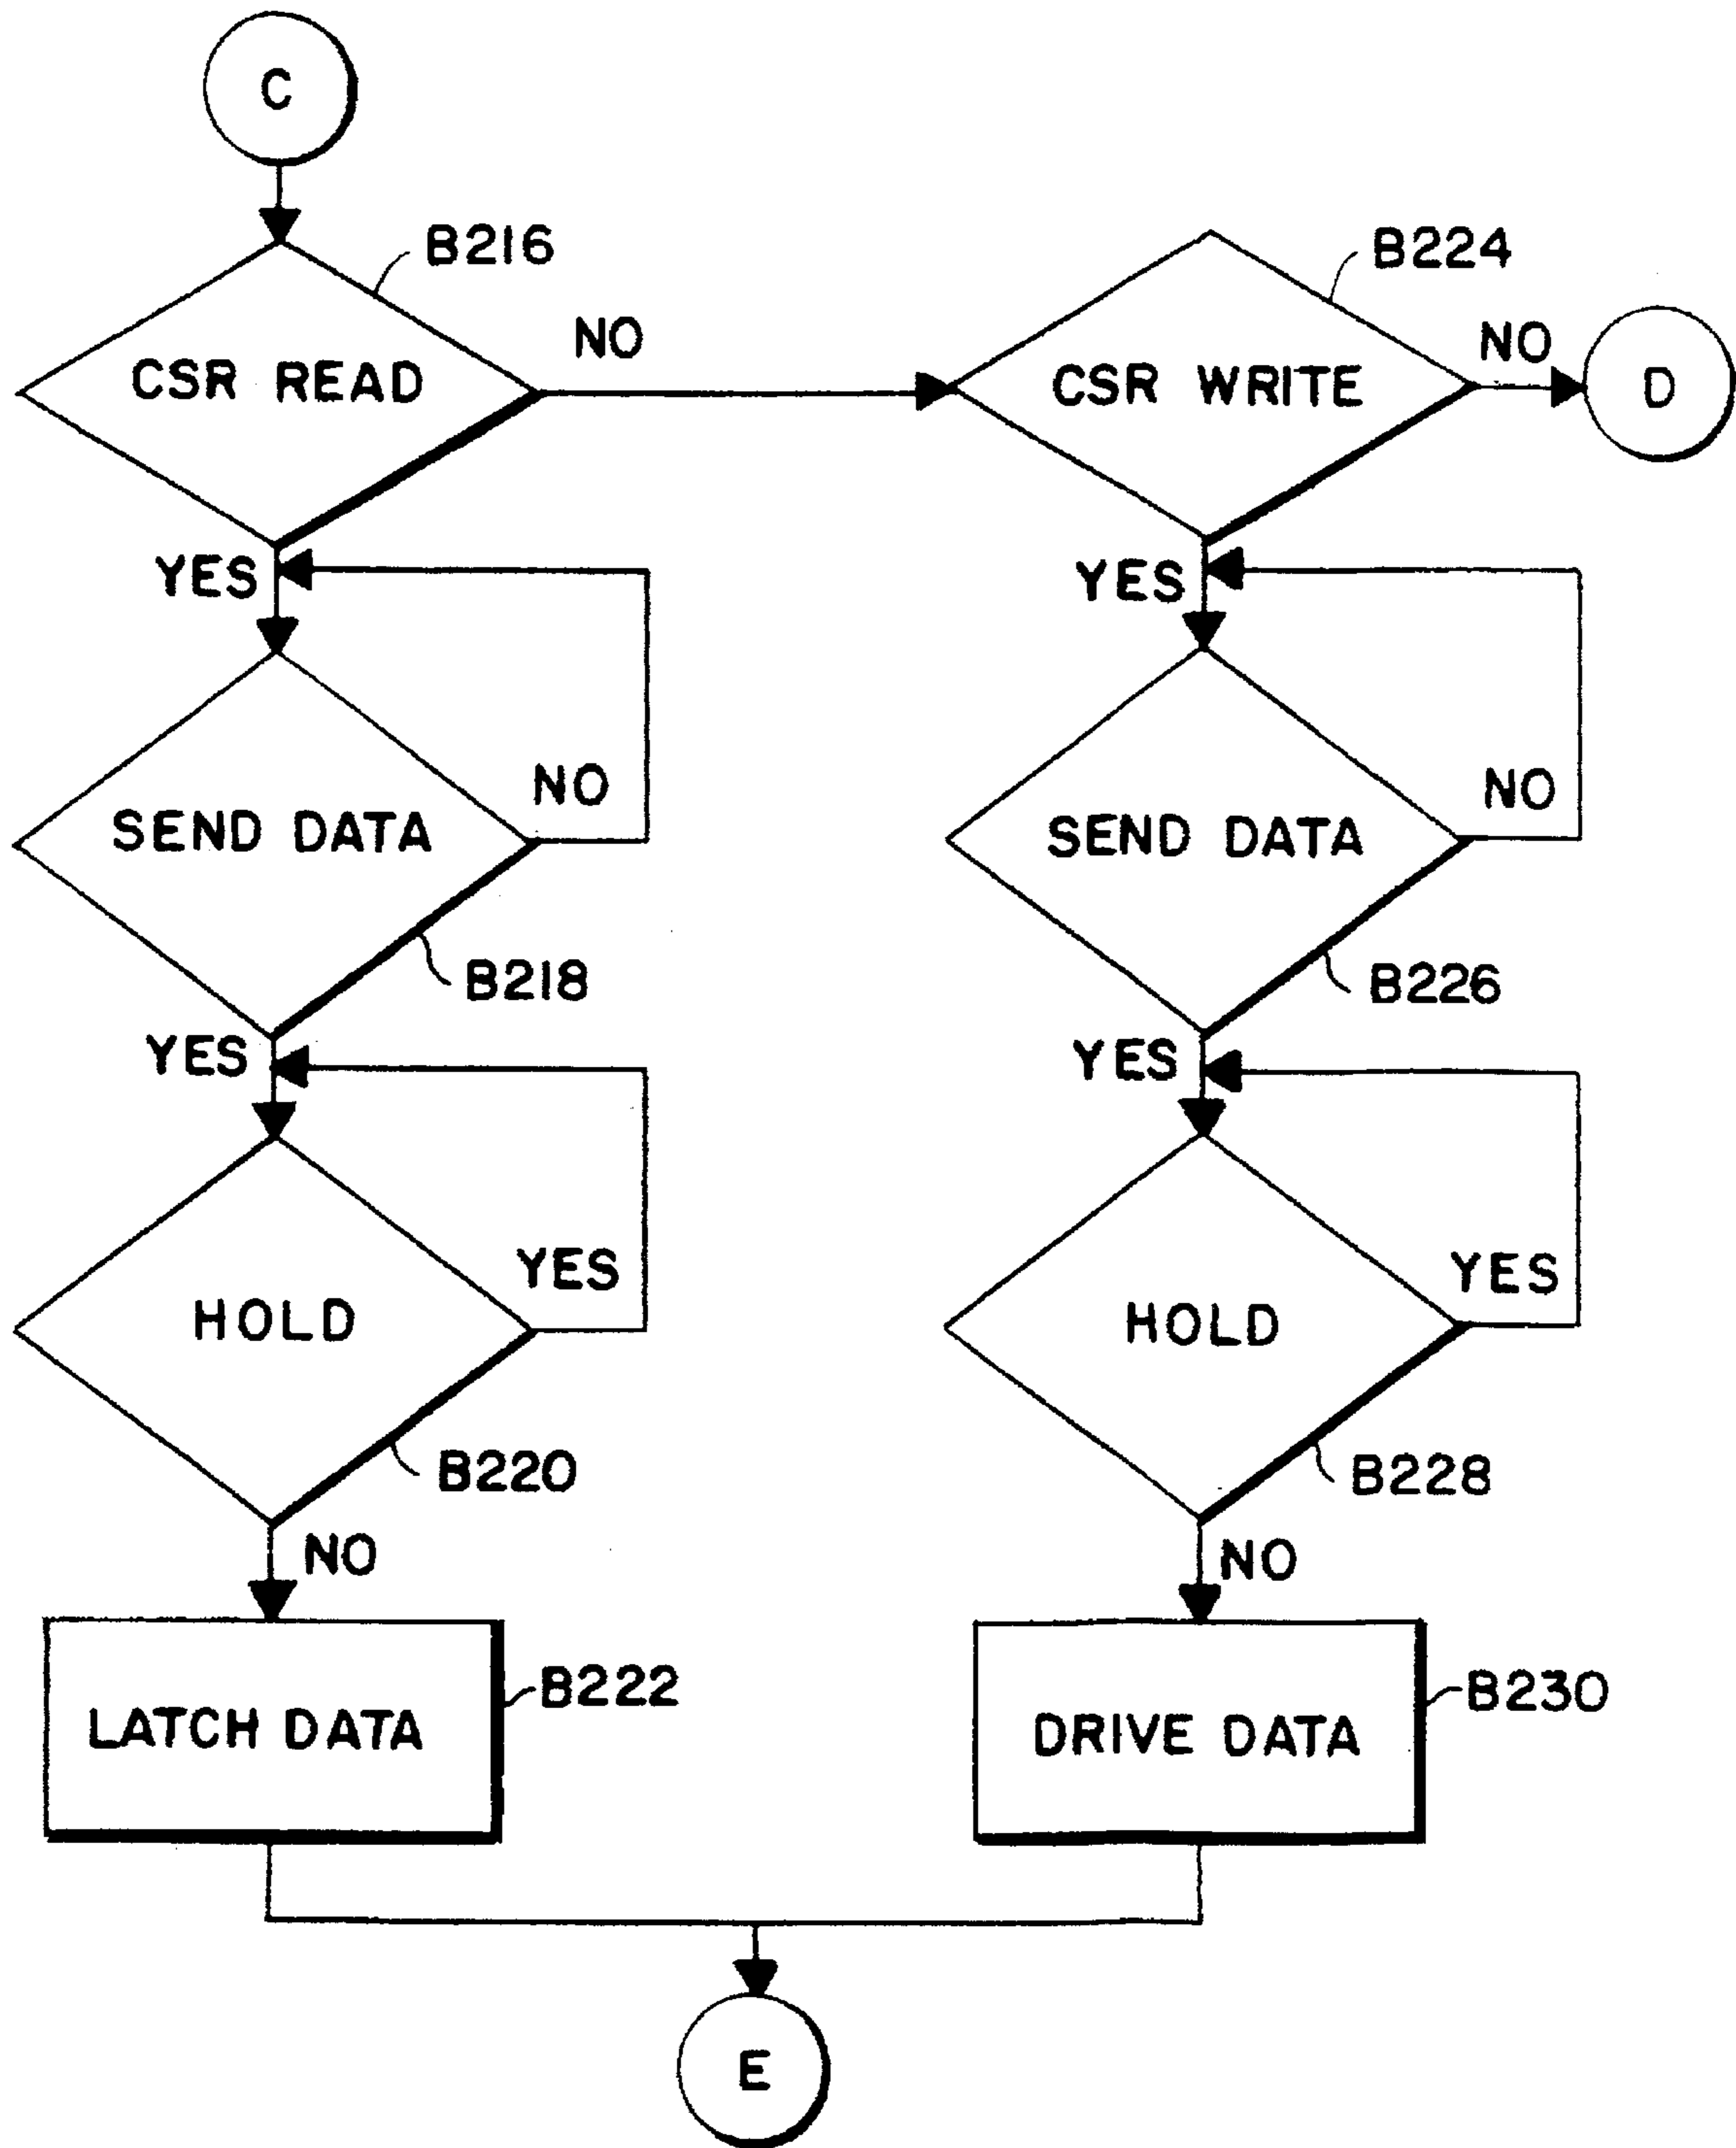 C
B216
B224
CSR READ
NO
CSR WRITE
NO
D
YES
YES
SEND DATA
NO
SEND DATA
NO
B218
B226
YES
YES
HOLD
YES
HOLD
YES
B220
B228
NO
NO
LATCH DATA
B222
DRIVE DATA
B230
E